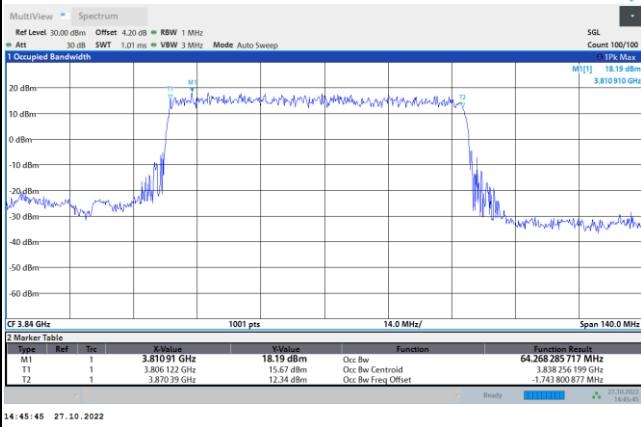 MultiView Spectrum
Ref Level 30.00 dBm Offset 4.20 dB RBW 1 MHz SGL
Att 30 dB SWT 1.01 ms VBW 3 MHz Mode Auto Sweep Count 100/100
1 Occupied Bandwidth 1Pk Max
M1[1] 18.19 dBm
3.810 910 GHz
M1
T1
T2
20 dBm
10 dBm
0 dBm
-10 dBm
-20 dBm
-30 dBm
-40 dBm
-50 dBm
-60 dBm
CF 3.84 GHz 1001 pts 14.0 MHz/ Span 140.0 MHz
2 Marker Table
Type Ref Trc X-Value Y-Value Function Function Result
M1 1 3.81091 GHz 18.19 dBm Occ Bw 64.268 285 717 MHz
T1 1 3.806 122 GHz 15.67 dBm Occ Bw Centroid 3.838 256 199 GHz
T2 1 3.870 39 GHz 12.34 dBm Occ Bw Freq Offset -1.743 800 877 MHz
Ready 27.10.2022
14:45:45
14:45:45 27.10.2022